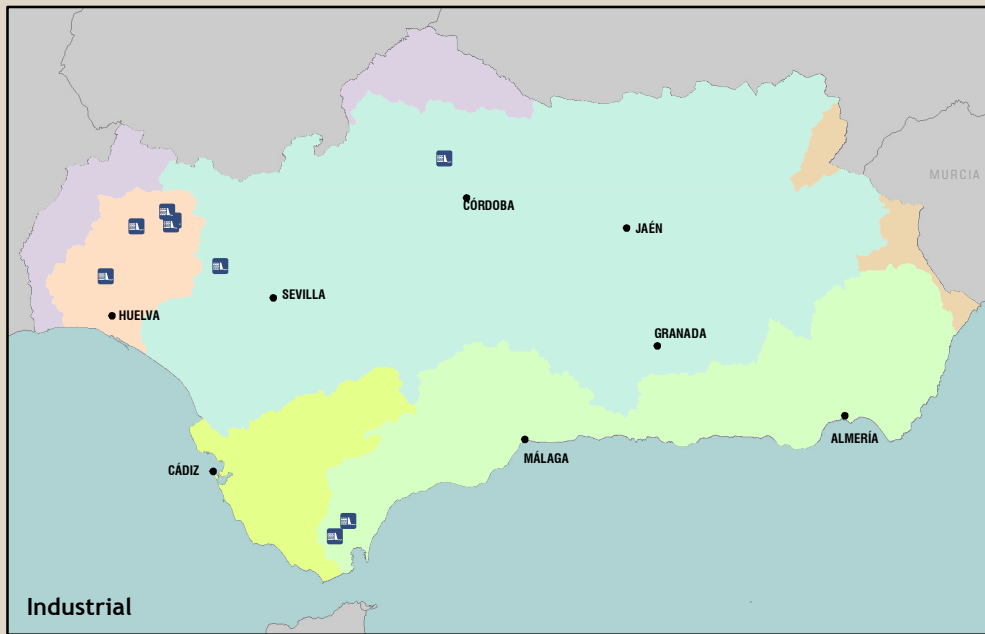 MURCIA
CÓRDOBA
JAÉN
SEVILLA
HUELVA
GRANADA
ALMERÍA
MÁLAGA
CÁDIZ
Industrial